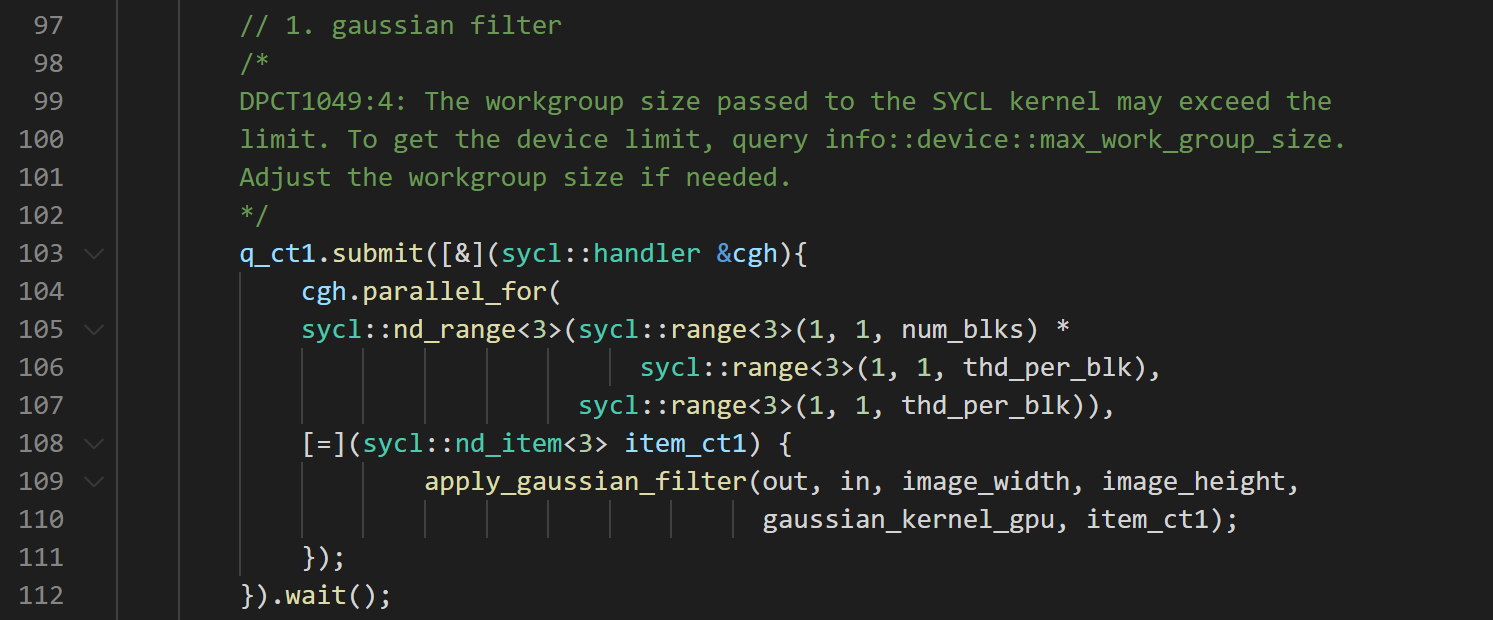 97 // 1. gaussian filter
98 /*
99 DPCT1049:4: The workgroup size passed to the SYCL kernel may exceed the
100 limit. To get the device limit, query info::device::max_work_group_size.
101 Adjust the workgroup size if needed.
102 */
103 q_ct1.submit([&](sycl::handler &cgh){
104 cgh.parallel_for(
105 sycl::nd_range<3>(sycl::range<3>(1, 1, num_blks) *
106 sycl::range<3>(1, 1, thd_per_blk),
107 sycl::range<3>(1, 1, thd_per_blk)),
108 [=](sycl::nd_item<3> item_ct1) {
109 apply_gaussian_filter(out, in, image_width, image_height,
110 gaussian_kernel_gpu, item_ct1);
111 });
112 }).wait();